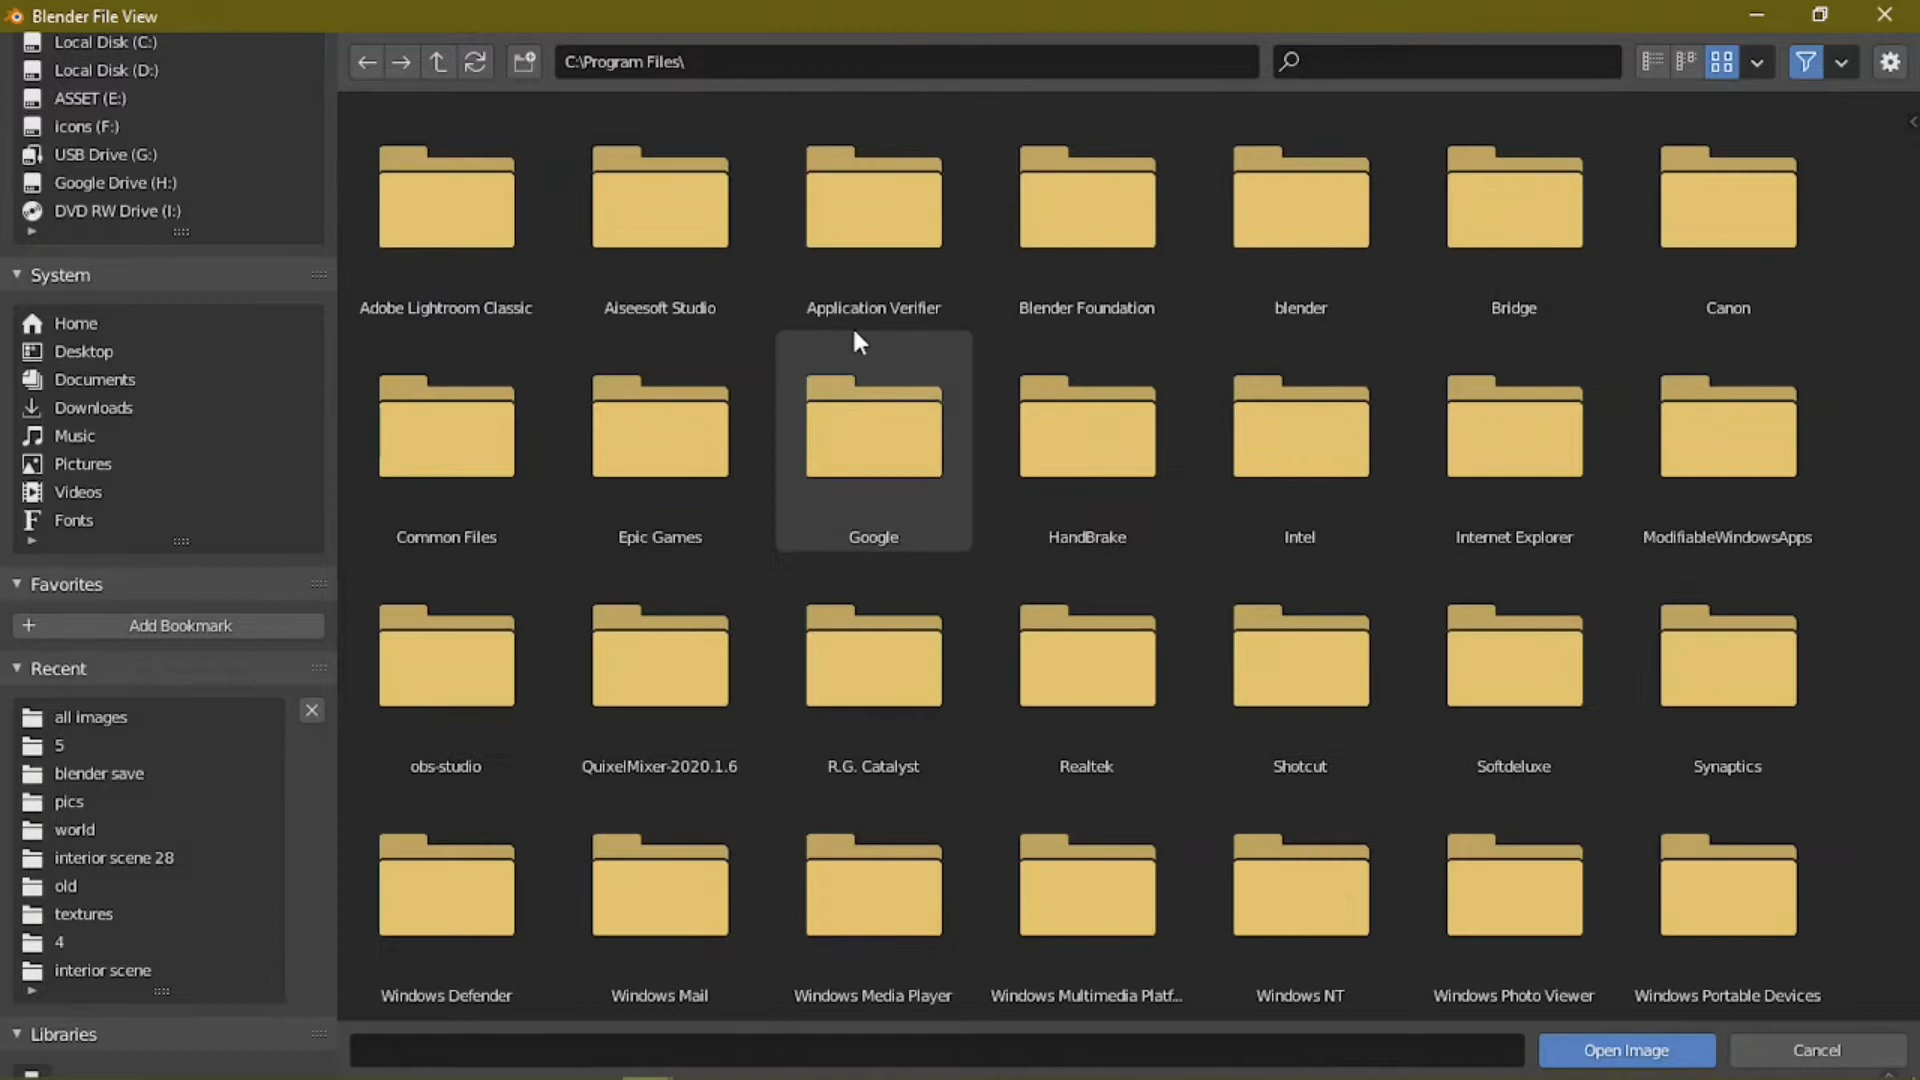 Blender File View
Local Disk (C:)
Local Disk (D:)
ASSET (E:)
icons (F:)
USB Drive (G:)
Google Drive (H:)
DVD RW Drive (I:)
System
Home
Desktop
Documents
Downloads
Music
Pictures
Videos
Fonts
Favorites
Add Bookmark
Recent
all images
5
blender save
pics
world
interior scene 28
old
textures
4
interior scene
Libraries
C:\Program Files\
Adobe Lightroom Classic
Aiseesoft Studio
Application Verifier
Blender Foundation
blender
Bridge
Canon
Common Files
Epic Games
Google
HandBrake
Intel
Internet Explorer
ModifiableWindowsApps
obs-studio
QuixelMixer-2020.1.6
R.G. Catalyst
Realtek
Shotcut
Softdeluxe
Synaptics
Windows Defender
Windows Mail
Windows Media Player
Windows Multimedia Platf...
Windows NT
Windows Photo Viewer
Windows Portable Devices
Open Image
Cancel